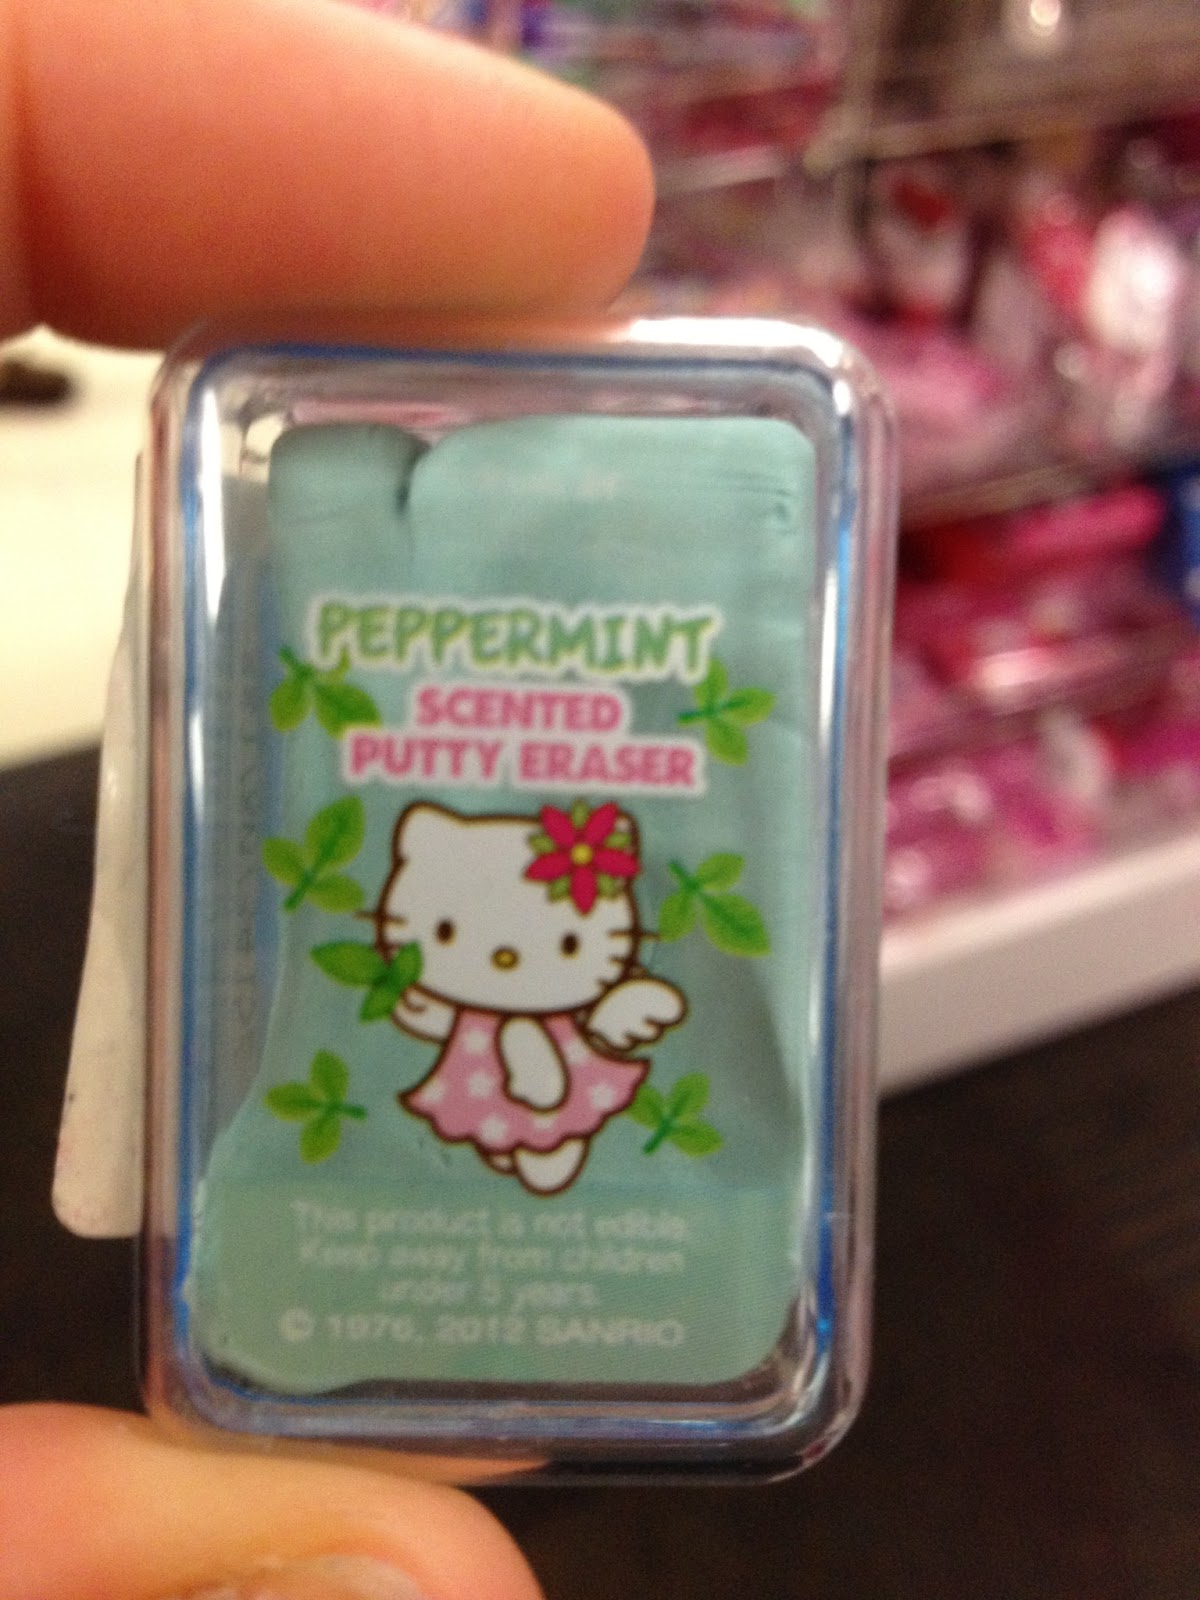 PEPPERMINT
SCENTED
PUTTY ERASER
This product is not edible.
Keep away from children
under 5 years.
© 1976, 2012 SANRIO